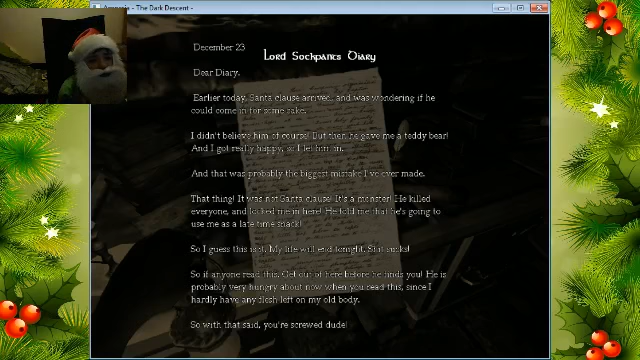 Amnesia - The Dark Descent -
December 23
Lord Sockpants Diary
Dear Diary.
Earlier today, Santa clause arrived, and was wondering if he
could come in for some cake.
I didn't believe him of course! But then he gave me a teddy bear!
And I got really happy, so I let him in.
And that was probably the biggest mistake I've ever made.
That thing! It was not Santa clause! It's a monster! He killed
everyone, and locked me in here! He told me that he's going to
use me as a late time snack!
So I guess this is it. My life will end tonight. Shit sucks!
So if anyone read this. Get out of here before he finds you! He is
probably very hungry about now when you read this, since I
hardly have any flesh left on my old body.
So with that said, you're screwed dude!